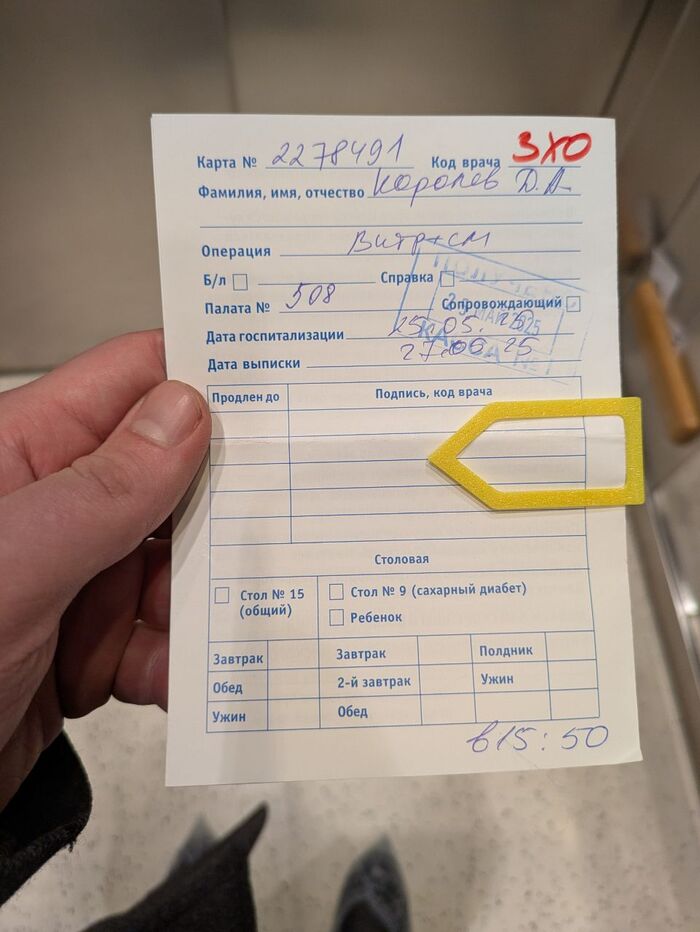 Карта № 2278491 Код врача ЗХО
Фамилия, имя, отчество Королев Д.А.
Операция Витр+см
Б/л Справка
Палата № 508 Сопровождающий
Дата госпитализации 25.05.25
Дата выписки 27.05.25
Продлен до Подпись, код врача
Столовая
Стол № 15 (общий)
Стол № 9 (сахарный диабет)
Ребенок
Завтрак Завтрак Полдник
Обед 2-й завтрак Ужин
Ужин Обед
в 15:50